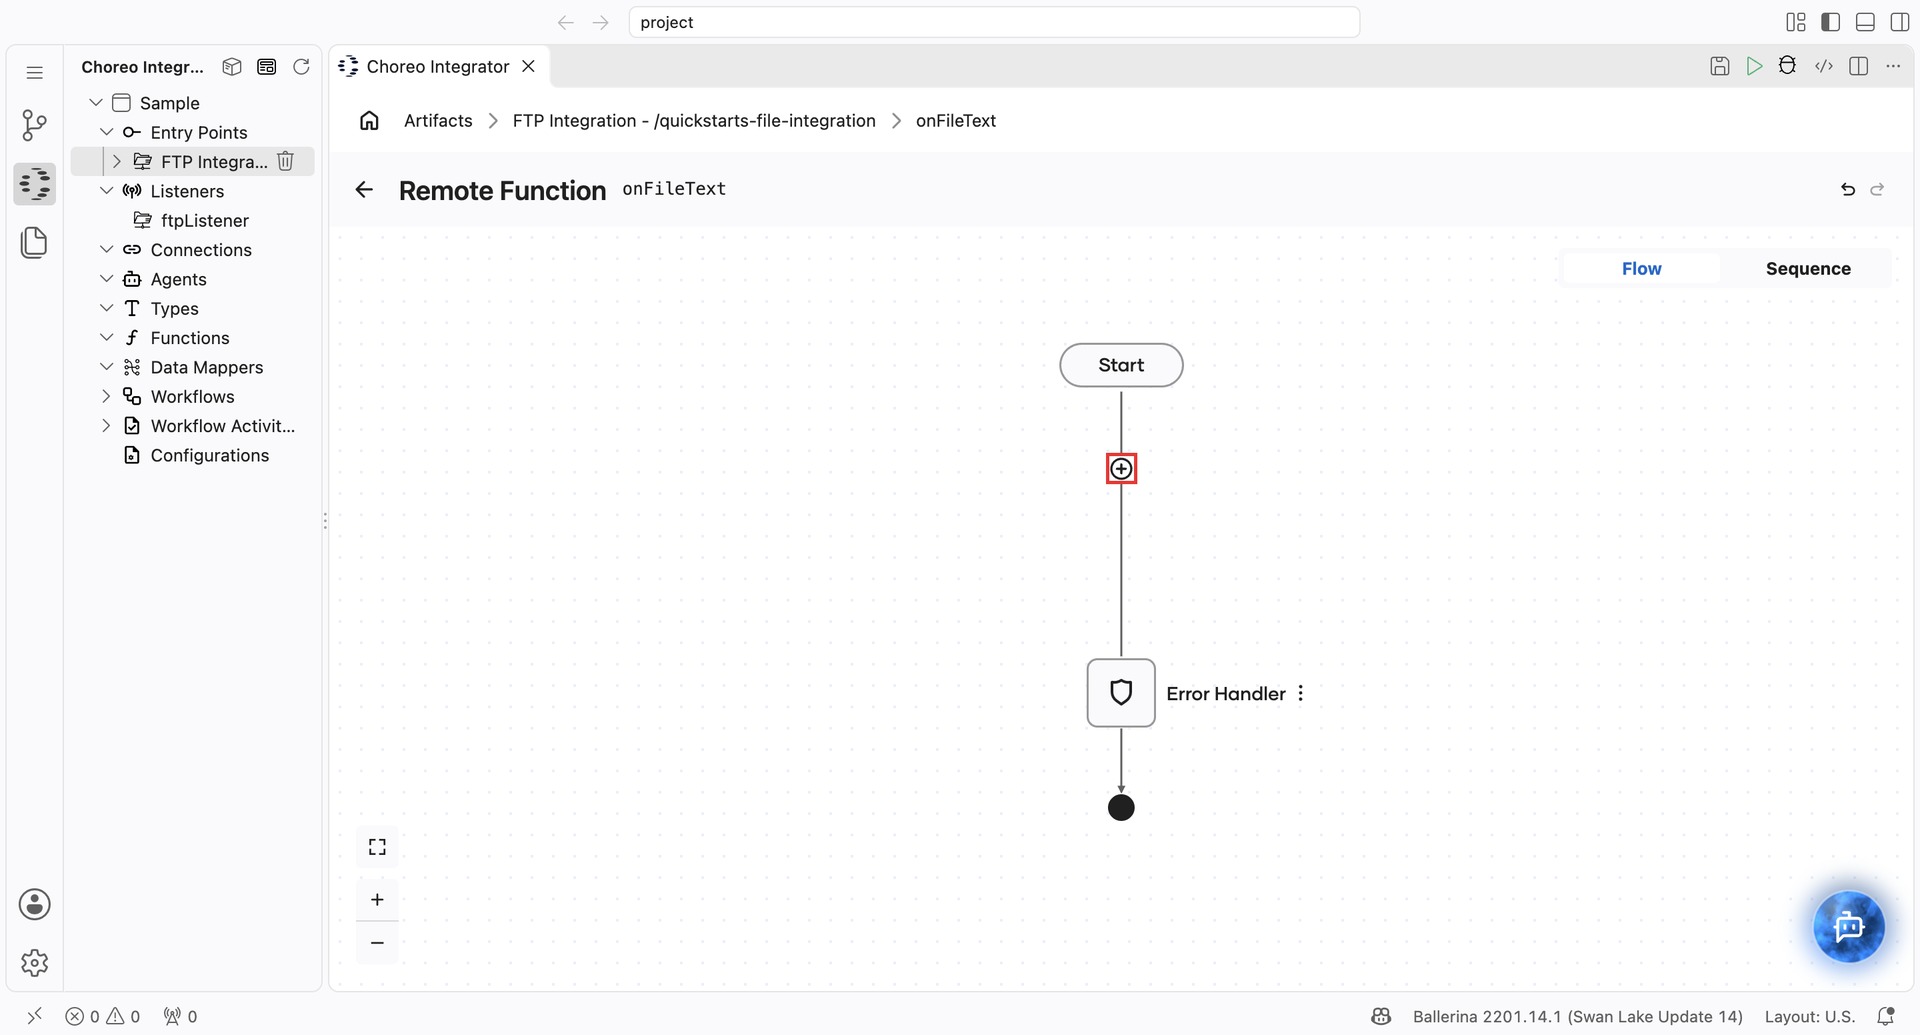 project
Choreo Integr...
Choreo Integrator
Sample
Entry Points
FTP Integra...
Listeners
ftpListener
Connections
Agents
Types
Functions
Data Mappers
Workflows
Workflow Activit...
Configurations
Artifacts
FTP Integration - /quickstarts-file-integration
onFileText
Remote Function onFileText
Flow
Sequence
Start
Error Handler
0
0
0
Ballerina 2201.14.1 (Swan Lake Update 14)
Layout: U.S.